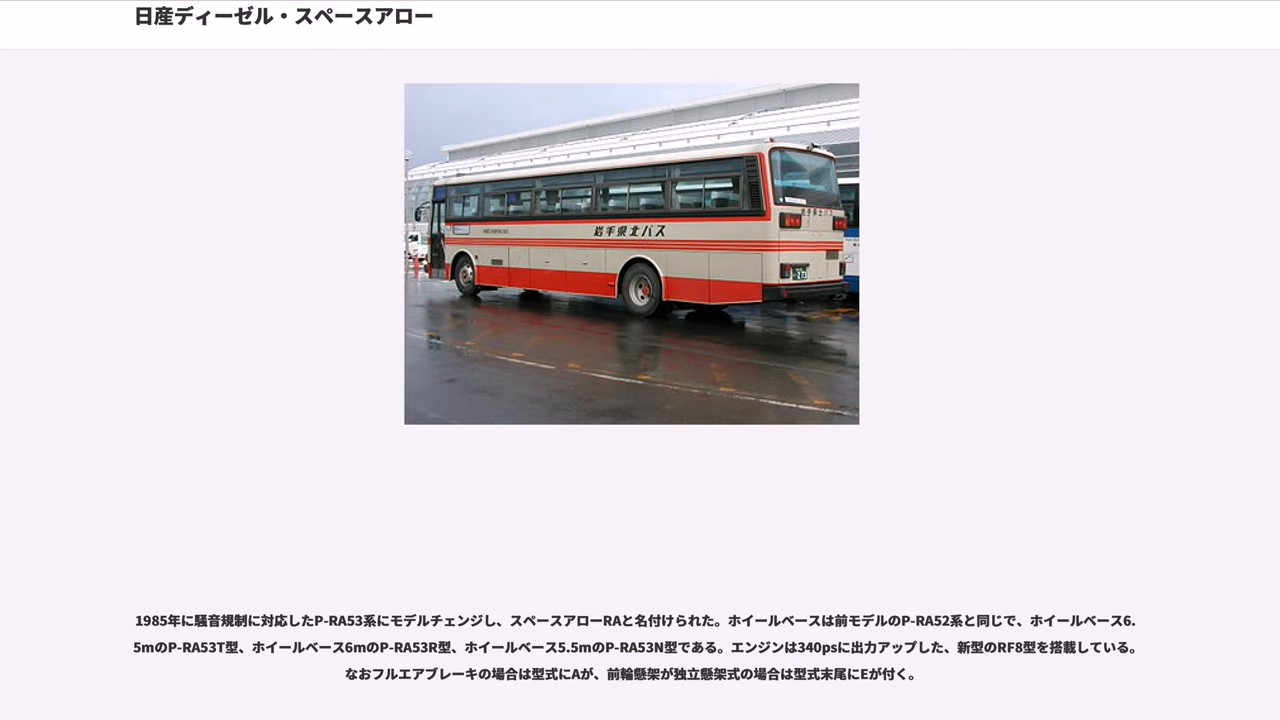 日産ディーゼル・スペースアロー
岩手県北バス
岩手県北バス
1985年に騒音規制に対応したP-RA53系にモデルチェンジし、スペースアローRAと名付けられた。ホイールベースは前モデルのP-RA52系と同じで、ホイールベース6.
5mのP-RA53T型、ホイールベース6mのP-RA53R型、ホイールベース5.5mのP-RA53N型である。エンジンは340psに出力アップした、新型のRF8型を搭載している。
なおフルエアブレーキの場合は型式にAが、前輪懸架が独立懸架式の場合は型式末尾にEが付く。